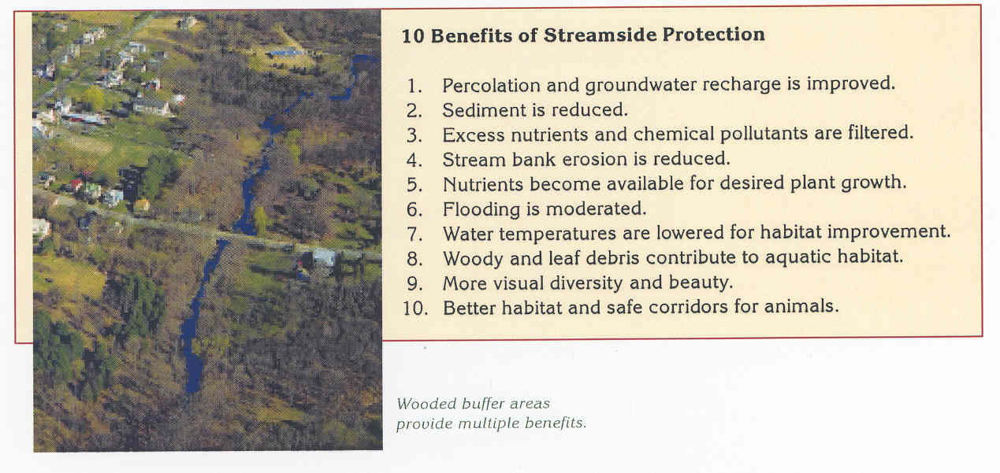 10 Benefits of Streamside Protection
1. Percolation and groundwater recharge is improved.
2. Sediment is reduced.
3. Excess nutrients and chemical pollutants are filtered.
4. Stream bank erosion is reduced.
5. Nutrients become available for desired plant growth.
6. Flooding is moderated.
7. Water temperatures are lowered for habitat improvement.
8. Woody and leaf debris contribute to aquatic habitat.
9. More visual diversity and beauty.
10. Better habitat and safe corridors for animals.
Wooded buffer areas
provide multiple benefits.